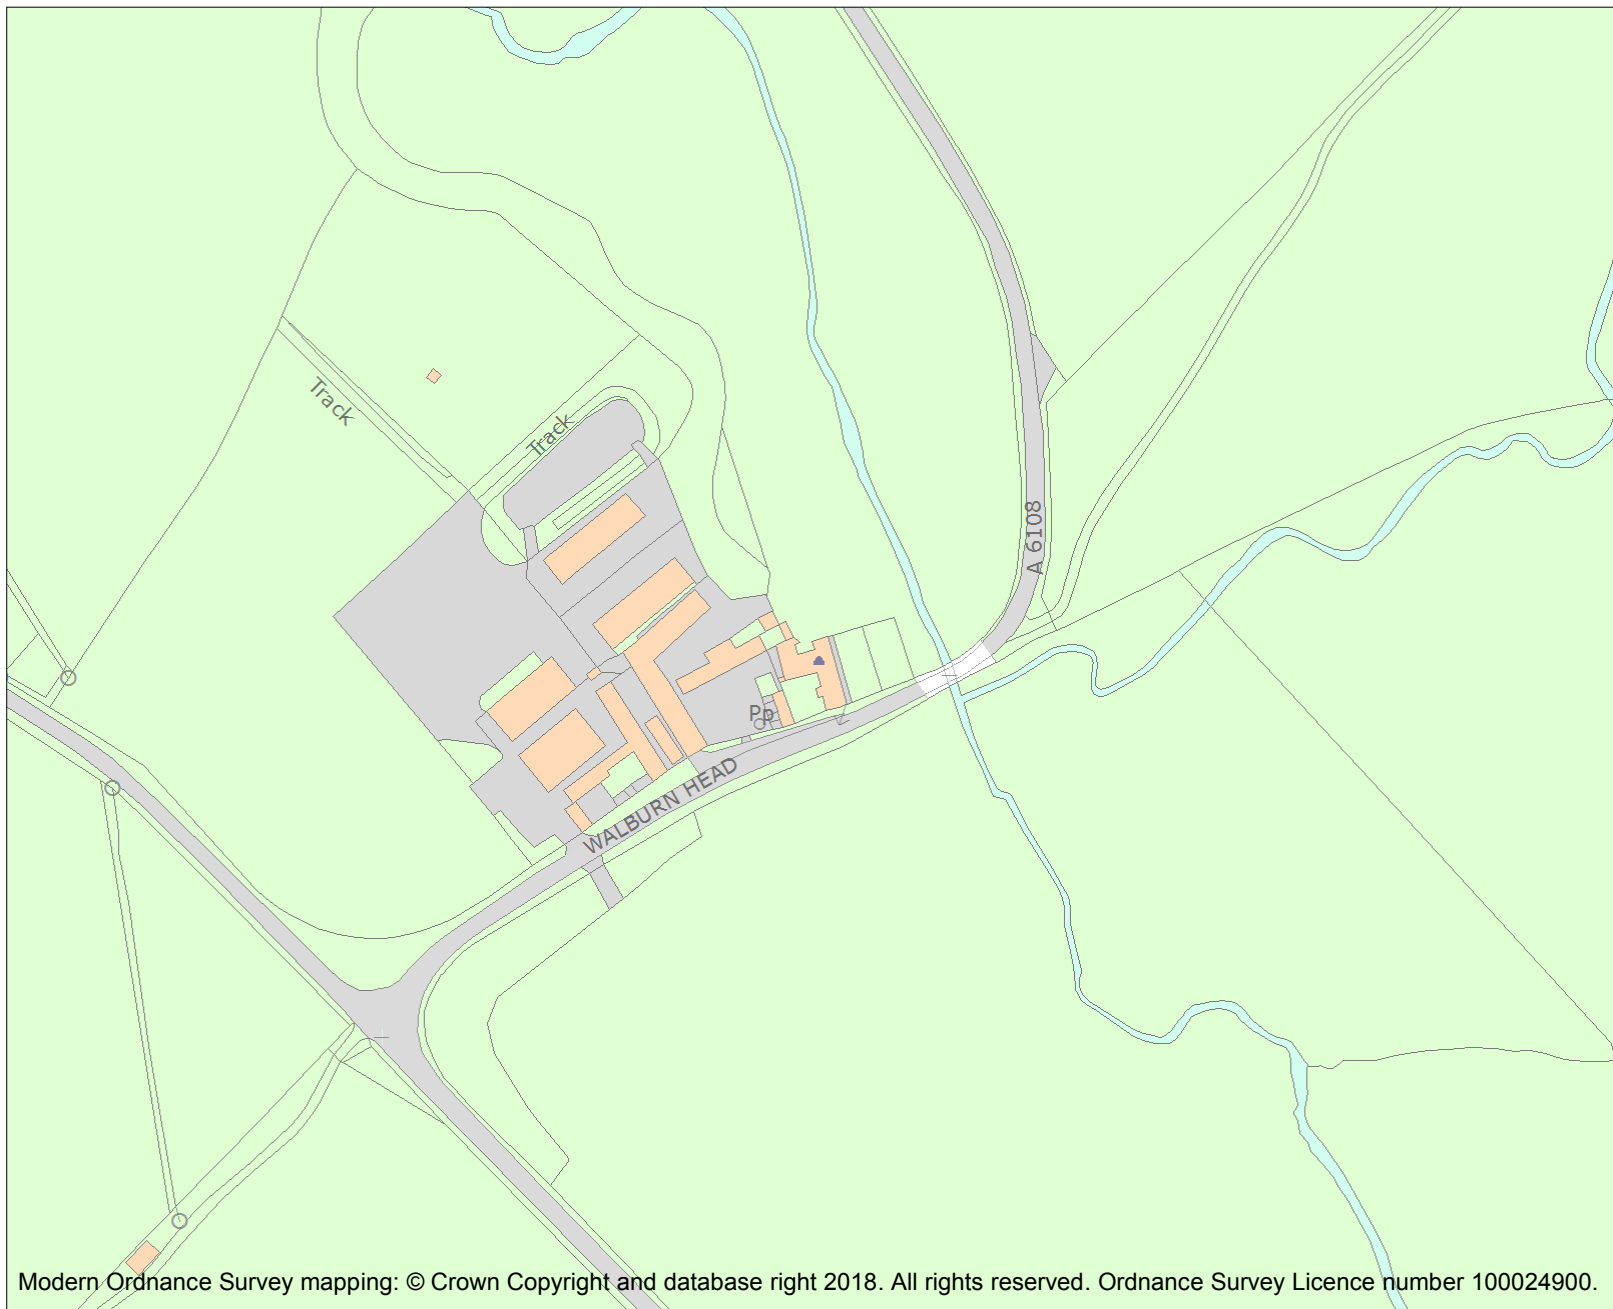 Track
Track
A 6108
Pp
WALBURN HEAD
Modern Ordnance Survey mapping: © Crown Copyright and database right 2018. All rights reserved. Ordnance Survey Licence number 100024900.